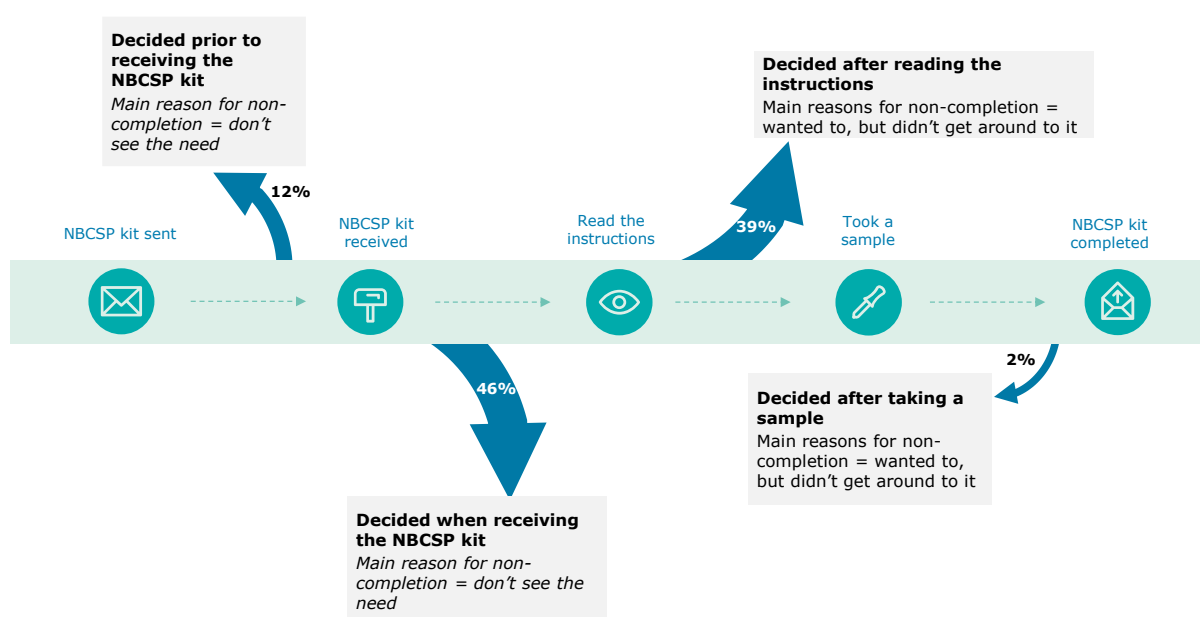 Decided prior to
receiving the
NBCSP kit
Main reason for non-
completion = don’t
see the need
12%
Decided after reading the
instructions
Main reasons for non-completion =
wanted to, but didn’t get around to it
39%
NBCSP kit sent
NBCSP kit
received
Read the
instructions
Took a
sample
NBCSP kit
completed
46%
Decided when receiving
the NBCSP kit
Main reason for non-
completion = don’t see the
need
2%
Decided after taking a
sample
Main reasons for non-
completion = wanted to,
but didn’t get around to it